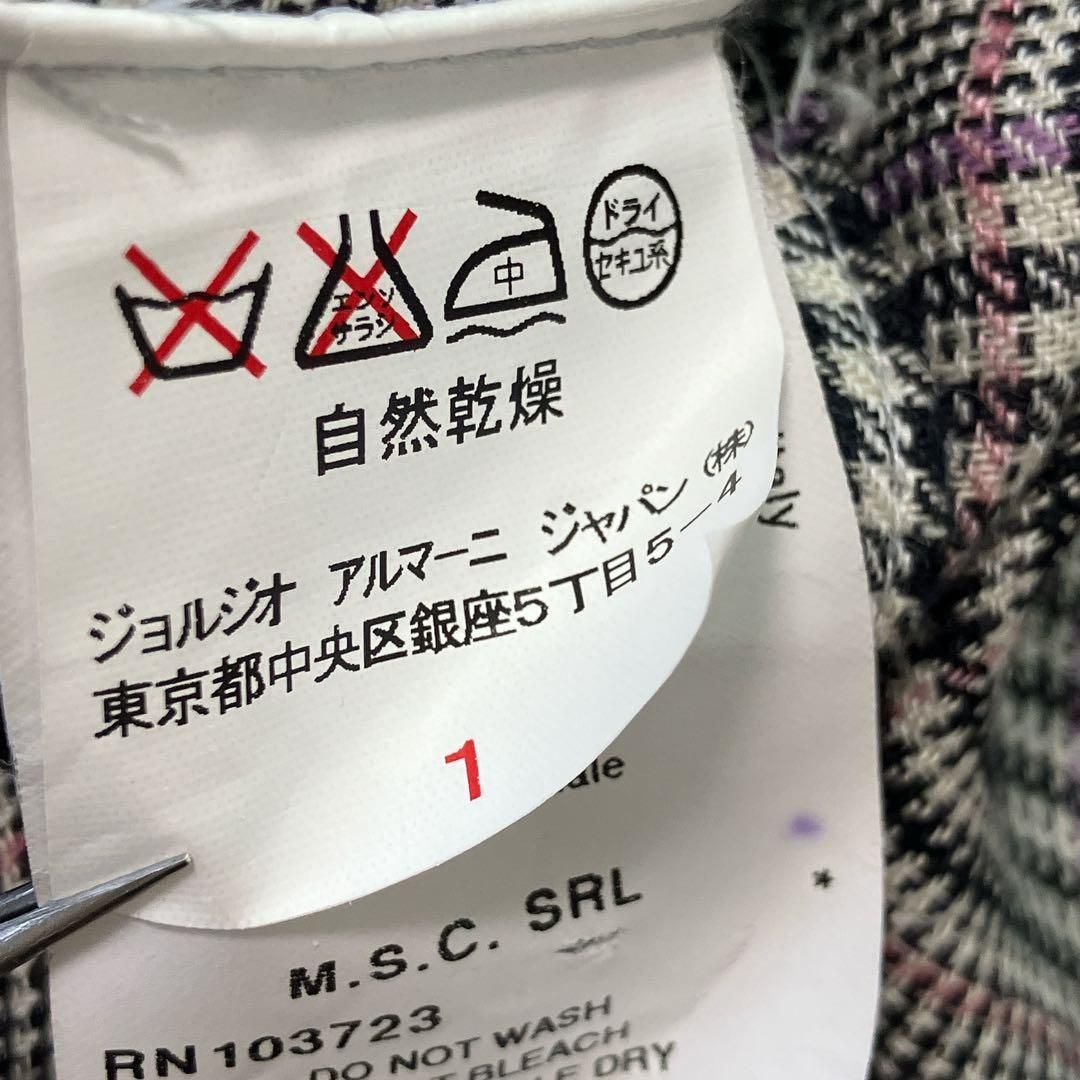 エンソ
サラシ
中
ドライ
セキユ系
自然乾燥
ジョルジオ アルマーニ ジャパン(株)
東京都中央区銀座5丁目5-4
1
M.S.C. SRL
*
RN103723
DO NOT WASH
BLEACH
DRY